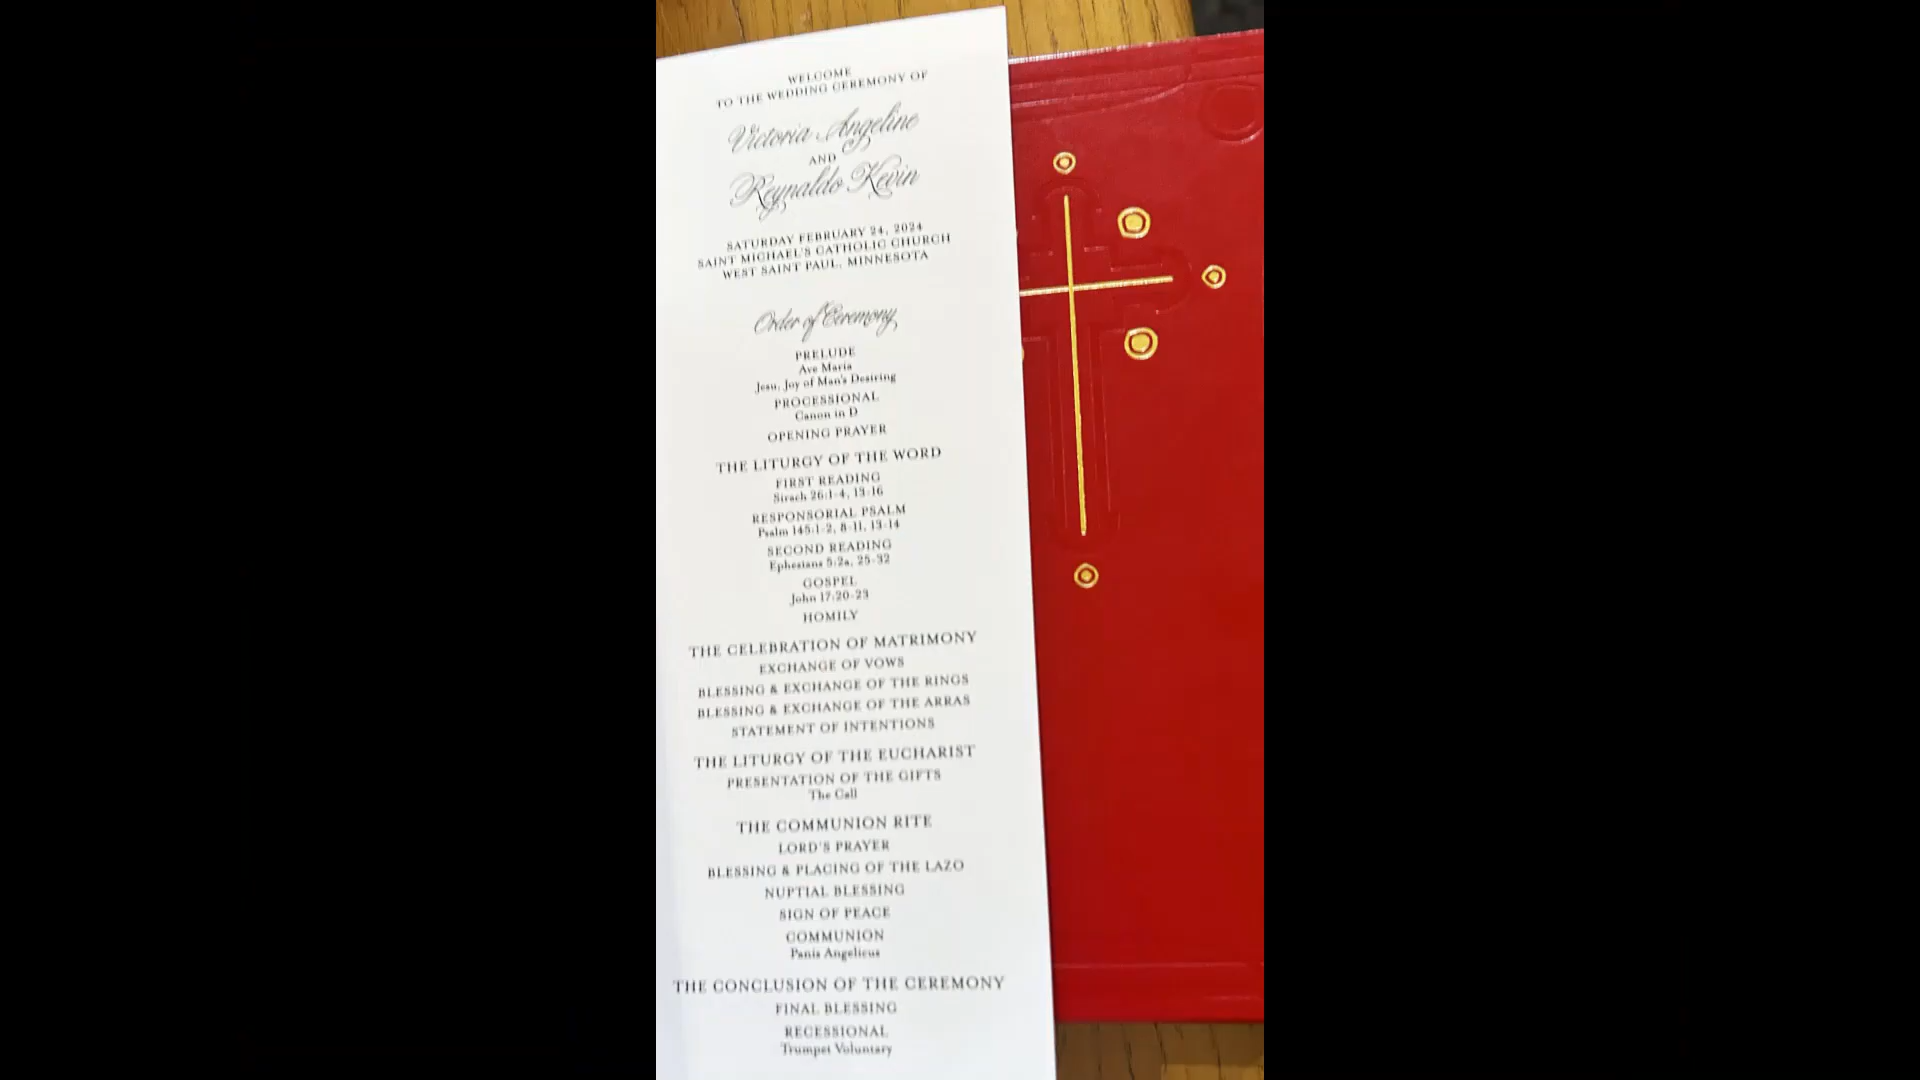 WELCOME
TO THE WEDDING CEREMONY OF
Victoria Angeline
AND
Reynaldo Kevin
SATURDAY FEBRUARY 24, 2024
SAINT MICHAEL'S CATHOLIC CHURCH
WEST SAINT PAUL, MINNESOTA
Order of Ceremony
PRELUDE
Ave Maria
Jesu, Joy of Man's Desiring
PROCESSIONAL
Canon in D
OPENING PRAYER
THE LITURGY OF THE WORD
FIRST READING
Sirach 26:1-4, 13-16
RESPONSORIAL PSALM
Psalm 145:1-2, 8-11, 13-14
SECOND READING
Ephesians 5:2a, 25-32
GOSPEL
John 17:20-23
HOMILY
THE CELEBRATION OF MATRIMONY
EXCHANGE OF VOWS
BLESSING & EXCHANGE OF THE RINGS
BLESSING & EXCHANGE OF THE ARRAS
STATEMENT OF INTENTIONS
THE LITURGY OF THE EUCHARIST
PRESENTATION OF THE GIFTS
The Call
THE COMMUNION RITE
LORD'S PRAYER
BLESSING & PLACING OF THE LAZO
NUPTIAL BLESSING
SIGN OF PEACE
COMMUNION
Panis Angelicus
THE CONCLUSION OF THE CEREMONY
FINAL BLESSING
RECESSIONAL
Trumpet Voluntary